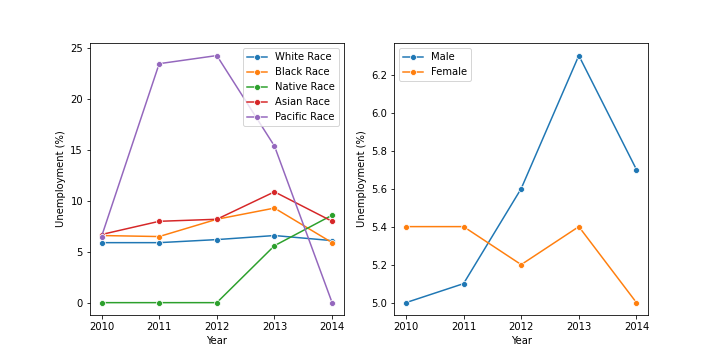 25
20
15
10
5
0
Unemployment (%)
2010 2011 2012 2013 2014
Year
White Race
Black Race
Native Race
Asian Race
Pacific Race
6.2
6.0
5.8
5.6
5.4
5.2
5.0
Unemployment (%)
2010 2011 2012 2013 2014
Year
Male
Female